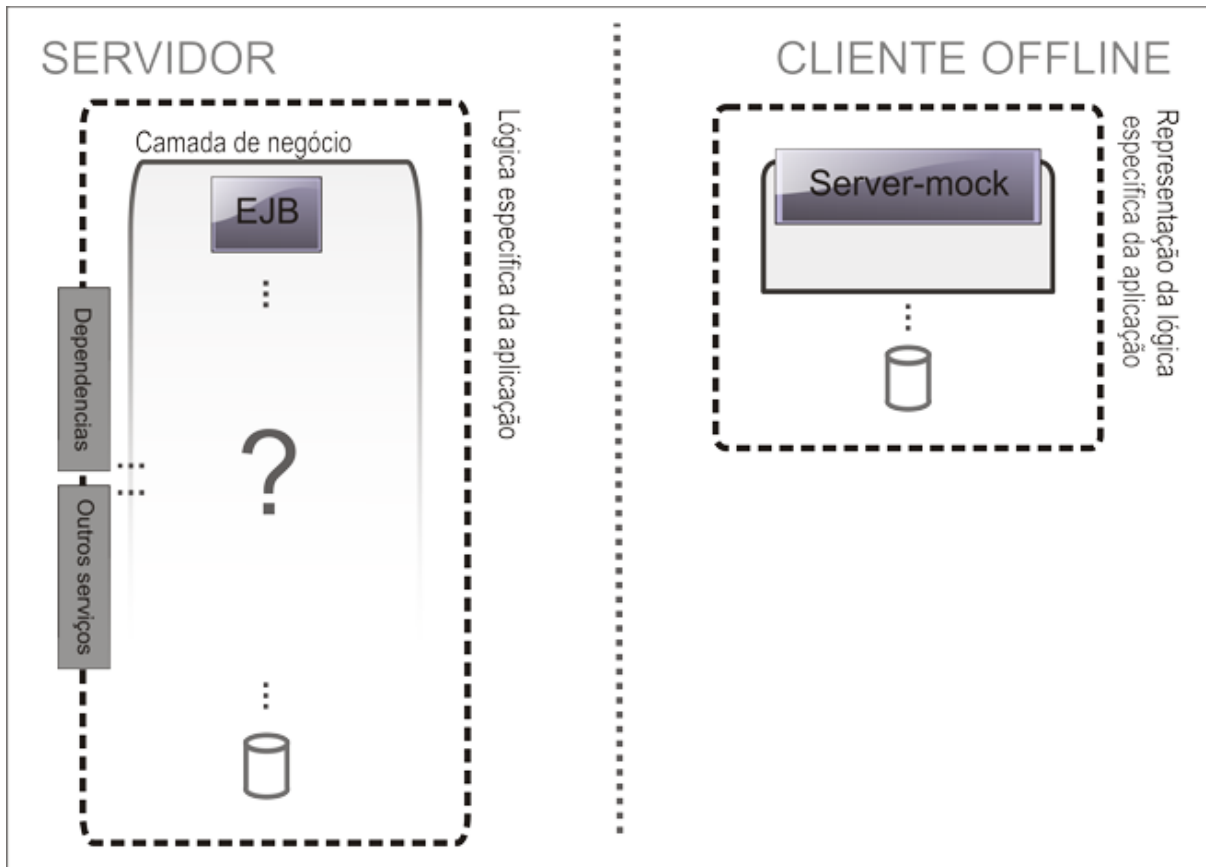 SERVIDOR
Camada de negócio
EJB
?
Dependencias
Outros serviços
Lógica específica da aplicação
CLIENTE OFFLINE
Server-mock
Representação da lógica
específica da aplicação